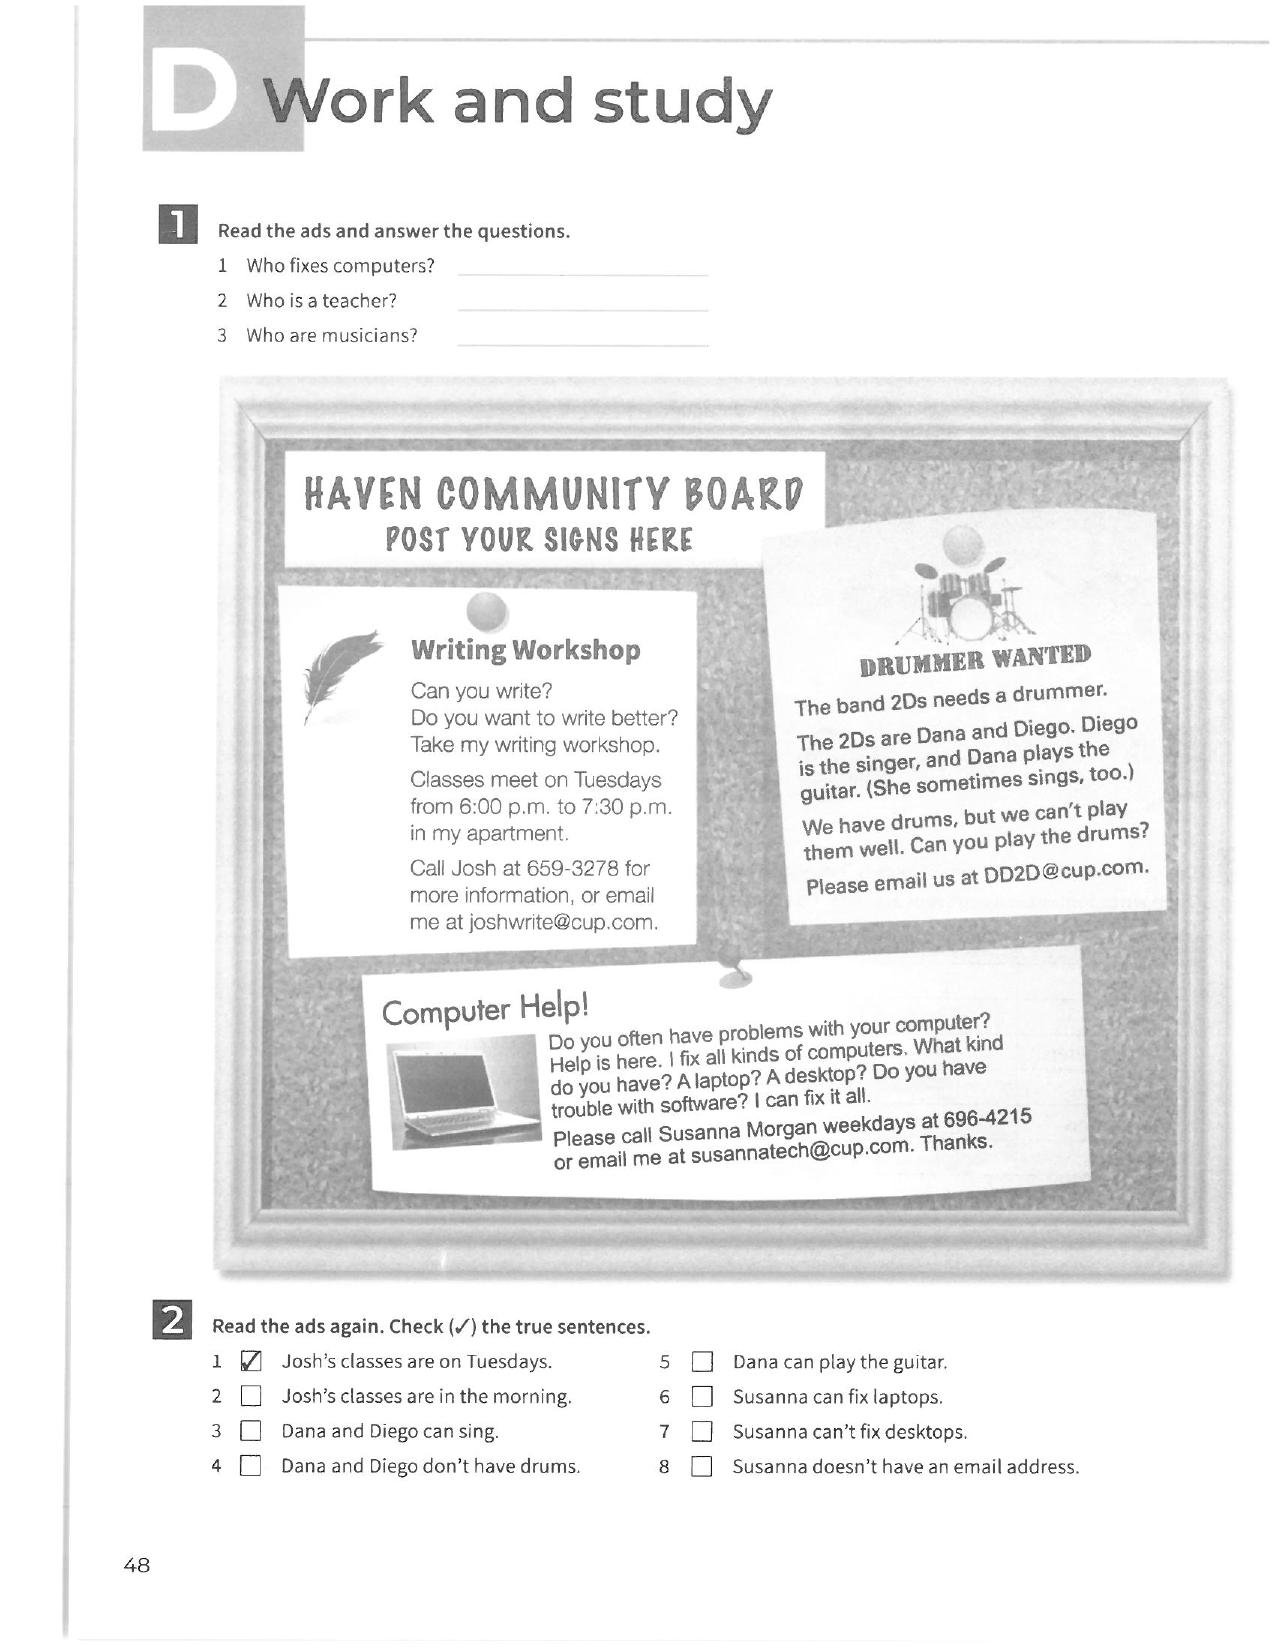 D Work and study
1 Read the ads and answer the questions.
1 Who fixes computers?
2 Who is a teacher?
3 Who are musicians?
HAVEN COMMUNITY BOARD
POST YOUR SIGNS HERE
Writing Workshop
Can you write?
Do you want to write better?
Take my writing workshop.
Classes meet on Tuesdays
from 6:00 p.m. to 7:30 p.m.
in my apartment.
Call Josh at 659-3278 for
more information, or email
me at joshwrite@cup.com.
DRUMMER WANTED
The band 2Ds needs a drummer.
The 2Ds are Dana and Diego. Diego
is the singer, and Dana plays the
guitar. (She sometimes sings, too.)
We have drums, but we can't play
them well. Can you play the drums?
Please email us at DD2D@cup.com.
Computer Help!
Do you often have problems with your computer?
Help is here. I fix all kinds of computers. What kind
do you have? A laptop? A desktop? Do you have
trouble with software? I can fix it all.
Please call Susanna Morgan weekdays at 696-4215
or email me at susannatech@cup.com. Thanks.
2 Read the ads again. Check (✓) the true sentences.
1 ☑ Josh's classes are on Tuesdays.
2 ☐ Josh's classes are in the morning.
3 ☐ Dana and Diego can sing.
4 ☐ Dana and Diego don't have drums.
5 ☐ Dana can play the guitar.
6 ☐ Susanna can fix laptops.
7 ☐ Susanna can't fix desktops.
8 ☐ Susanna doesn't have an email address.
48